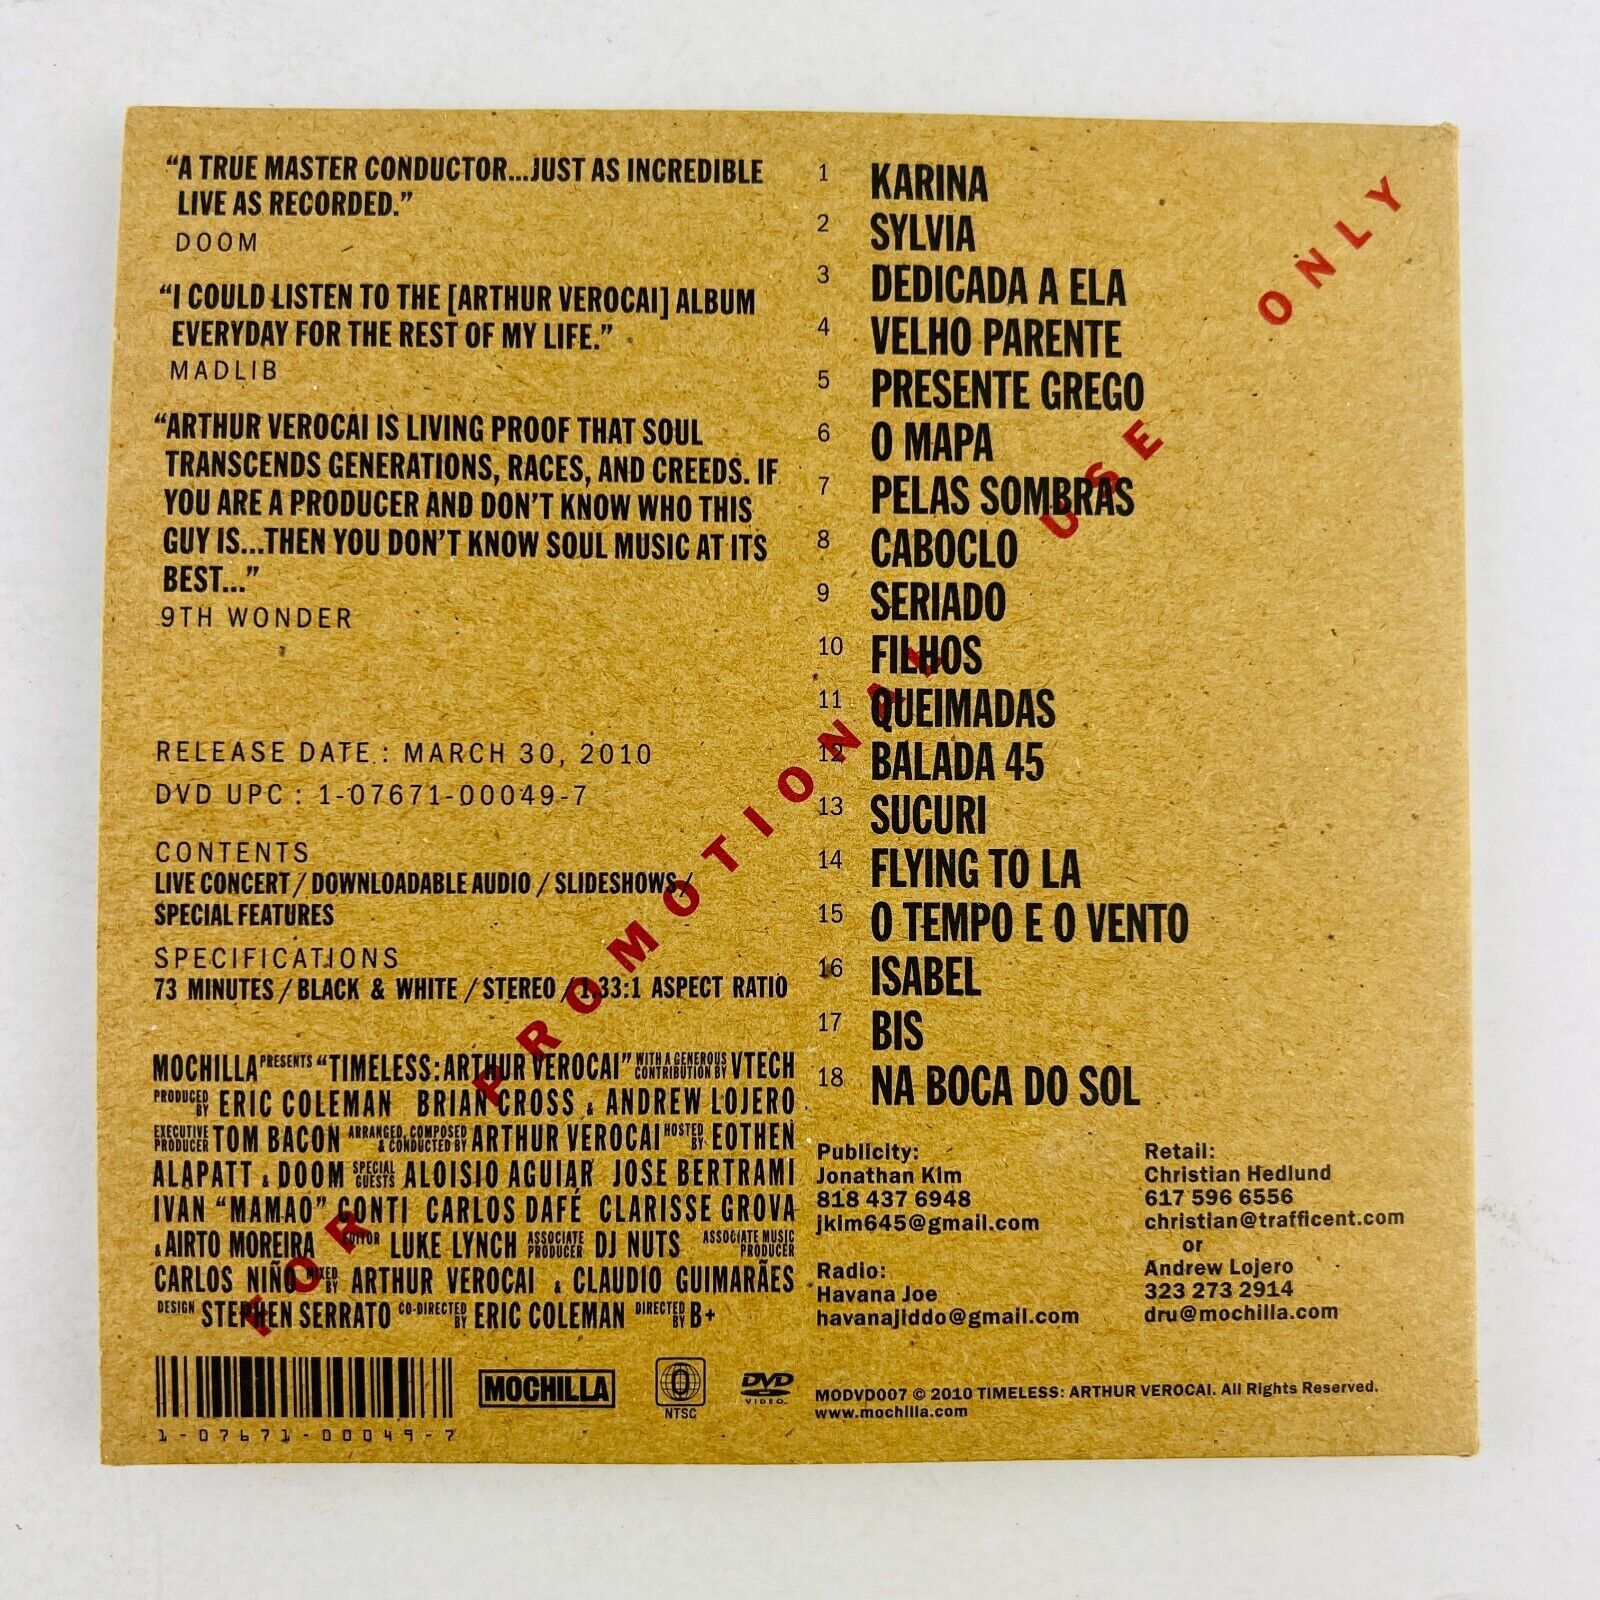 “A TRUE MASTER CONDUCTOR...JUST AS INCREDIBLE
LIVE AS RECORDED.”
DOOM
“I COULD LISTEN TO THE [ARTHUR VEROCAI] ALBUM
EVERYDAY FOR THE REST OF MY LIFE.”
MADLIB
“ARTHUR VEROCAI IS LIVING PROOF THAT SOUL
TRANSCENDS GENERATIONS, RACES, AND CREEDS. IF
YOU ARE A PRODUCER AND DON'T KNOW WHO THIS
GUY IS...THEN YOU DON'T KNOW SOUL MUSIC AT ITS
BEST...”
9TH WONDER
RELEASE DATE : MARCH 30, 2010
DVD UPC : 1-07671-00049-7
CONTENTS
LIVE CONCERT / DOWNLOADABLE AUDIO / SLIDESHOWS /
SPECIAL FEATURES
SPECIFICATIONS
73 MINUTES / BLACK & WHITE / STEREO / 1.33:1 ASPECT RATIO
MOCHILLA PRESENTS “TIMELESS: ARTHUR VEROCAI” WITH A GENEROUS CONTRIBUTION BY VTECH
PRODUCED BY ERIC COLEMAN BRIAN CROSS & ANDREW LOJERO
EXECUTIVE PRODUCER TOM BACON ARRANGED, COMPOSED & CONDUCTED BY ARTHUR VEROCAI HOSTED BY EOTHEN
ALAPATT & DOOM SPECIAL GUESTS ALOISIO AGUIAR JOSE BERTRAMI
IVAN “MAMAO” CONTI CARLOS DAFÉ CLARISSE GROVA
& AIRTO MOREIRA EDITOR LUKE LYNCH ASSOCIATE PRODUCER DJ NUTS ASSOCIATE MUSIC PRODUCER
CARLOS NIÑO MIXED BY ARTHUR VEROCAI & CLAUDIO GUIMARÃES
DESIGN STEPHEN SERRATO CO-DIRECTED BY ERIC COLEMAN DIRECTED BY B+
1-07671-00049-7
MOCHILLA
0
NTSC
DVD
VIDEO
1 KARINA
2 SYLVIA
3 DEDICADA A ELA
4 VELHO PARENTE
5 PRESENTE GREGO
6 O MAPA
7 PELAS SOMBRAS
8 CABOCLO
9 SERIADO
10 FILHOS
11 QUEIMADAS
12 BALADA 45
13 SUCURI
14 FLYING TO LA
15 O TEMPO E O VENTO
16 ISABEL
17 BIS
18 NA BOCA DO SOL
Publicity:
Jonathan Kim
818 437 6948
jkim645@gmail.com
Radio:
Havana Joe
havanajiddo@gmail.com
Retail:
Christian Hedlund
617 596 6556
christian@trafficent.com
or
Andrew Lojero
323 273 2914
dru@mochilla.com
MODVD007 © 2010 TIMELESS: ARTHUR VEROCAI. All Rights Reserved.
www.mochilla.com
FOR PROMOTIONAL USE ONLY